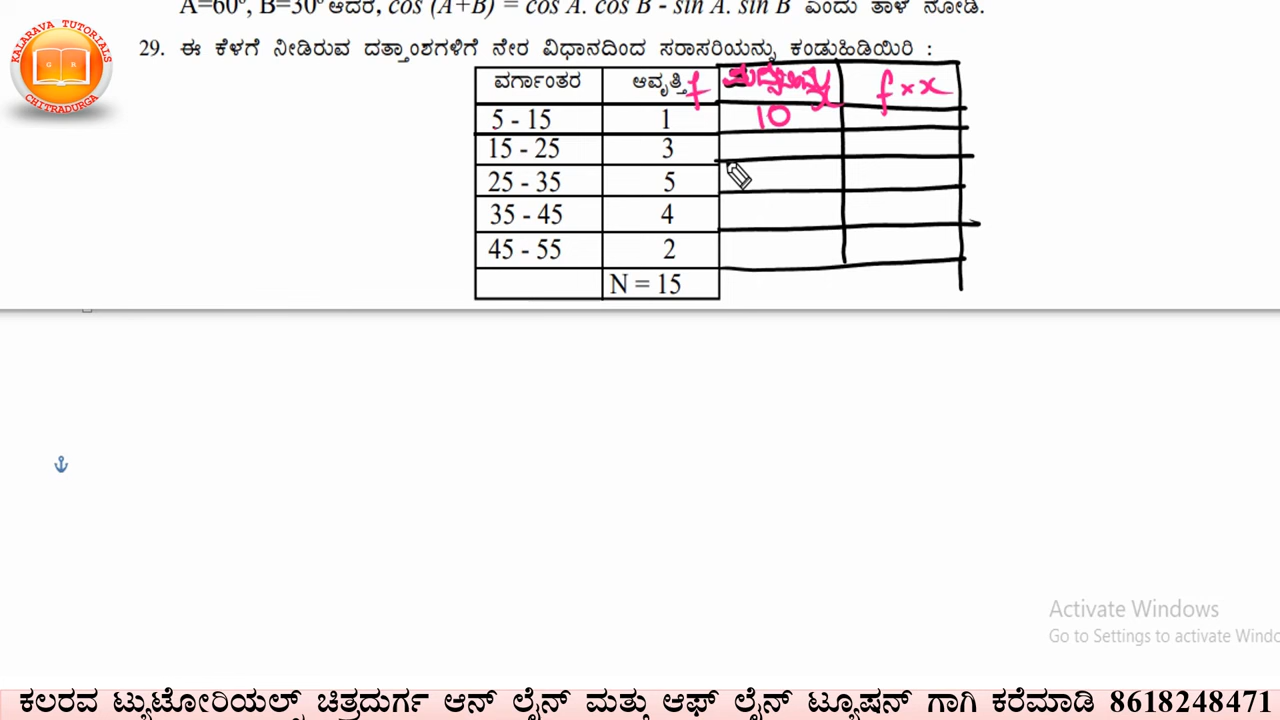 KALARAVA TUTORIALS
G K
CHITRADURGA
A=60º, B=30º ಆದರೆ, cos (A+B) = cos A. cos B - sin A. sin B ಎಂದು ತಾಳೆ ನೋಡಿ.
29. ಈ ಕೆಳಗೆ ನೀಡಿರುವ ದತ್ತಾಂಶಗಳಿಗೆ ನೇರ ವಿಧಾನದಿಂದ ಸರಾಸರಿಯನ್ನು ಕಂಡುಹಿಡಿಯಿರಿ :
ವರ್ಗಾಂತರ ಆವೃತ್ತಿ f x f × x
5 - 15 1 10
15 - 25 3
25 - 35 5
35 - 45 4
45 - 55 2
N = 15
Activate Windows
Go to Settings to activate Windo
ಕಲರವ ಟ್ಯುಟೋರಿಯಲ್ಸ್ ಚಿತ್ರದುರ್ಗ ಆನ್ ಲೈನ್ ಮತ್ತು ಆಫ್ ಲೈನ್ ಟ್ಯೂಷನ್ ಗಾಗಿ ಕರೆಮಾಡಿ 8618248471